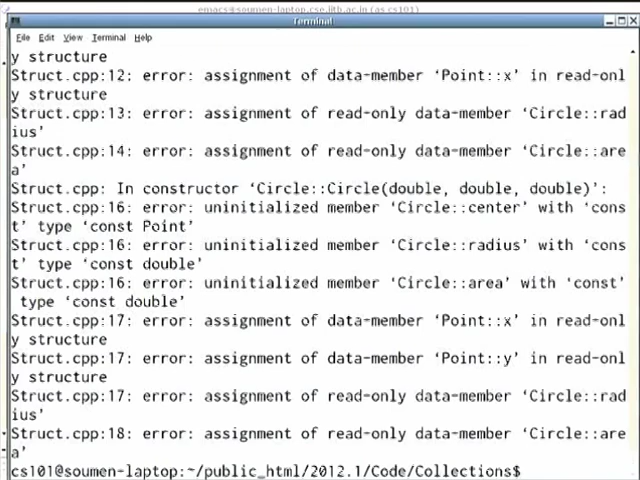 emacs@soumen-laptop.cse.iitb.ac.in (as cs101)
Terminal
File Edit View Terminal Help
y structure
Struct.cpp:12: error: assignment of data-member ‘Point::x’ in read-onl
y structure
Struct.cpp:13: error: assignment of read-only data-member ‘Circle::rad
ius’
Struct.cpp:14: error: assignment of read-only data-member ‘Circle::are
a’
Struct.cpp: In constructor ‘Circle::Circle(double, double, double)’:
Struct.cpp:16: error: uninitialized member ‘Circle::center’ with ‘cons
t’ type ‘const Point’
Struct.cpp:16: error: uninitialized member ‘Circle::radius’ with ‘cons
t’ type ‘const double’
Struct.cpp:16: error: uninitialized member ‘Circle::area’ with ‘const’
 type ‘const double’
Struct.cpp:17: error: assignment of data-member ‘Point::x’ in read-onl
y structure
Struct.cpp:17: error: assignment of data-member ‘Point::y’ in read-onl
y structure
Struct.cpp:17: error: assignment of read-only data-member ‘Circle::rad
ius’
Struct.cpp:18: error: assignment of read-only data-member ‘Circle::are
a’
cs101@soumen-laptop:~/public_html/2012.1/Code/Collections$